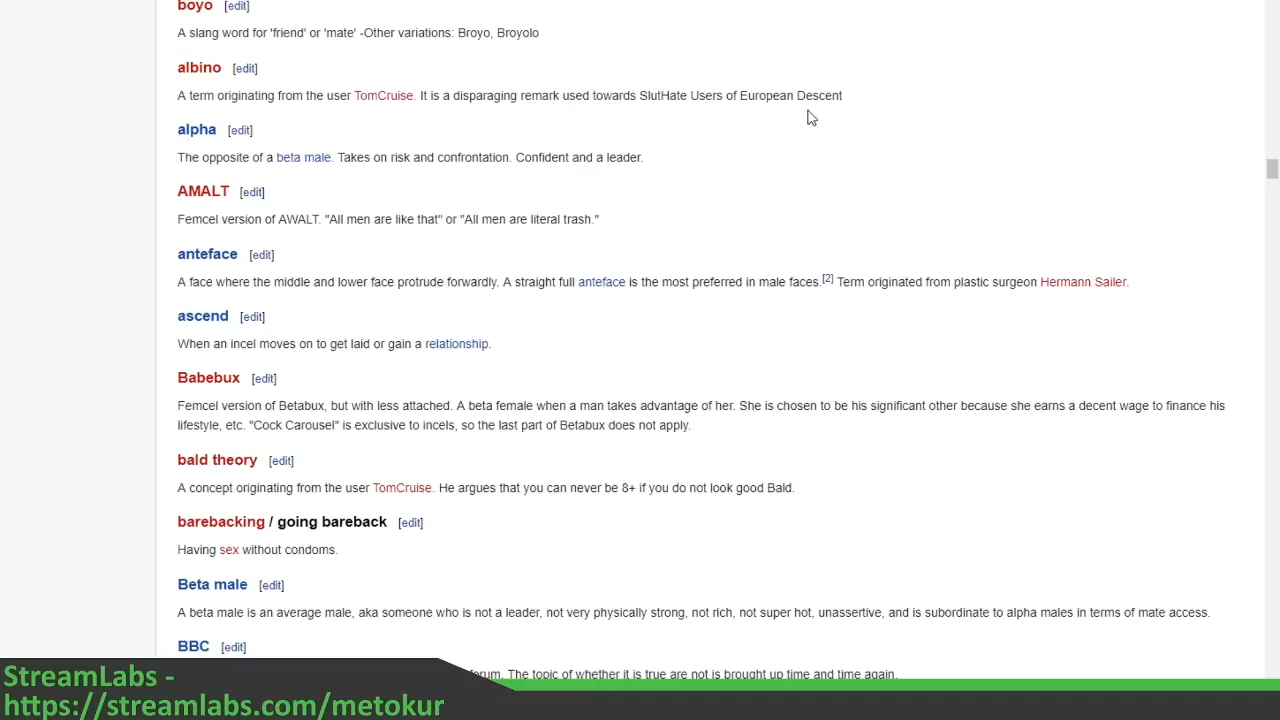 boyo [edit]
A slang word for 'friend' or 'mate' -Other variations: Broyo, Broyolo
albino [edit]
A term originating from the user TomCruise. It is a disparaging remark used towards SlutHate Users of European Descent
alpha [edit]
The opposite of a beta male. Takes on risk and confrontation. Confident and a leader.
AMALT [edit]
Femcel version of AWALT. "All men are like that" or "All men are literal trash."
anteface [edit]
A face where the middle and lower face protrude forwardly. A straight full anteface is the most preferred in male faces.[2] Term originated from plastic surgeon Hermann Sailer.
ascend [edit]
When an incel moves on to get laid or gain a relationship.
Babebux [edit]
Femcel version of Betabux, but with less attached. A beta female when a man takes advantage of her. She is chosen to be his significant other because she earns a decent wage to finance his
lifestyle, etc. "Cock Carousel" is exclusive to incels, so the last part of Betabux does not apply.
bald theory [edit]
A concept originating from the user TomCruise. He argues that you can never be 8+ if you do not look good Bald.
barebacking / going bareback [edit]
Having sex without condoms.
Beta male [edit]
A beta male is an average male, aka someone who is not a leader, not very physically strong, not rich, not super hot, unassertive, and is subordinate to alpha males in terms of mate access.
BBC [edit]
forum. The topic of whether it is true are not is brought up time and time again.
StreamLabs -
https://streamlabs.com/metokur